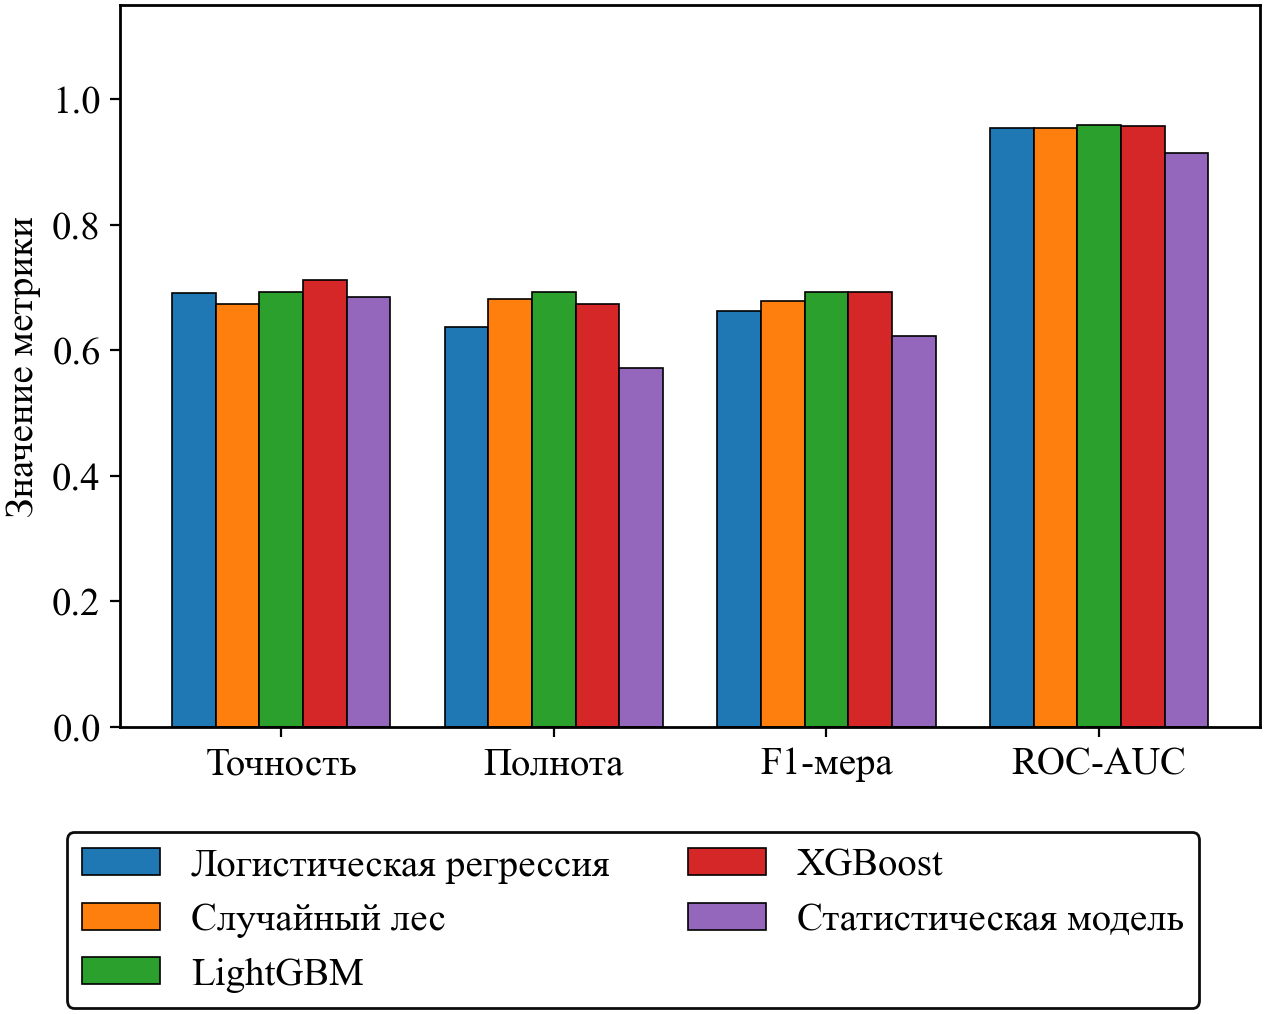 Значение метрики
1.0
0.8
0.6
0.4
0.2
0.0
Точность Полнота F1-мера ROC-AUC
Логистическая регрессия
Случайный лес
LightGBM
XGBoost
Статистическая модель